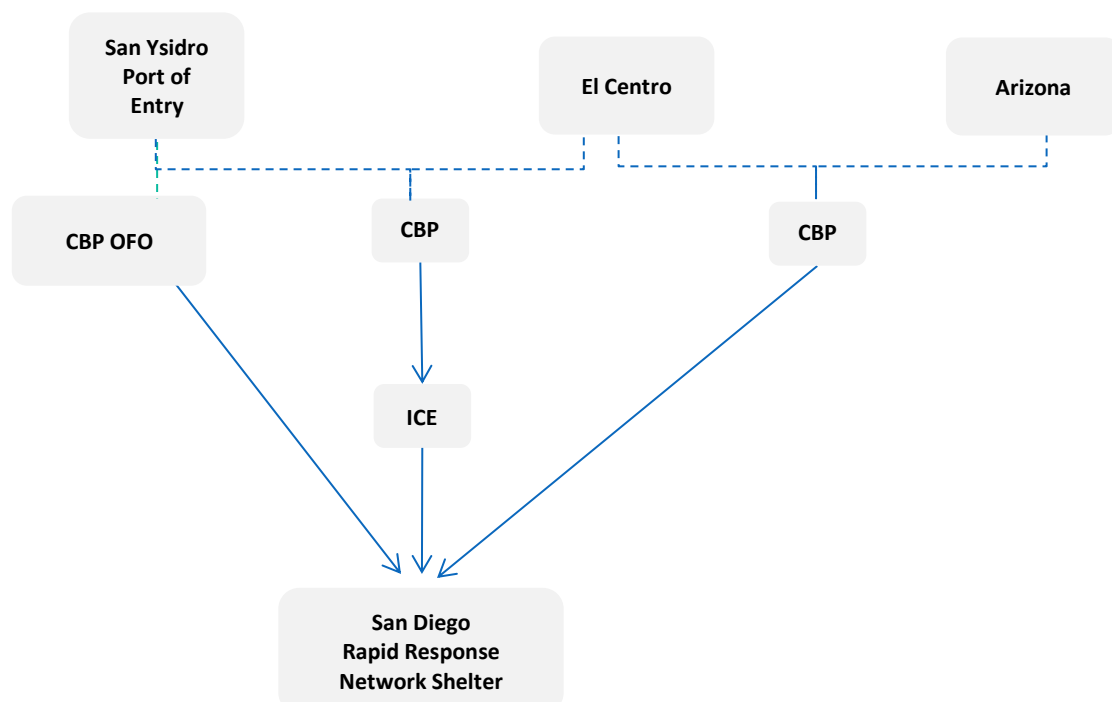 San Ysidro
Port of
Entry
El Centro
Arizona
CBP OFO
CBP
CBP
ICE
San Diego
Rapid Response
Network Shelter